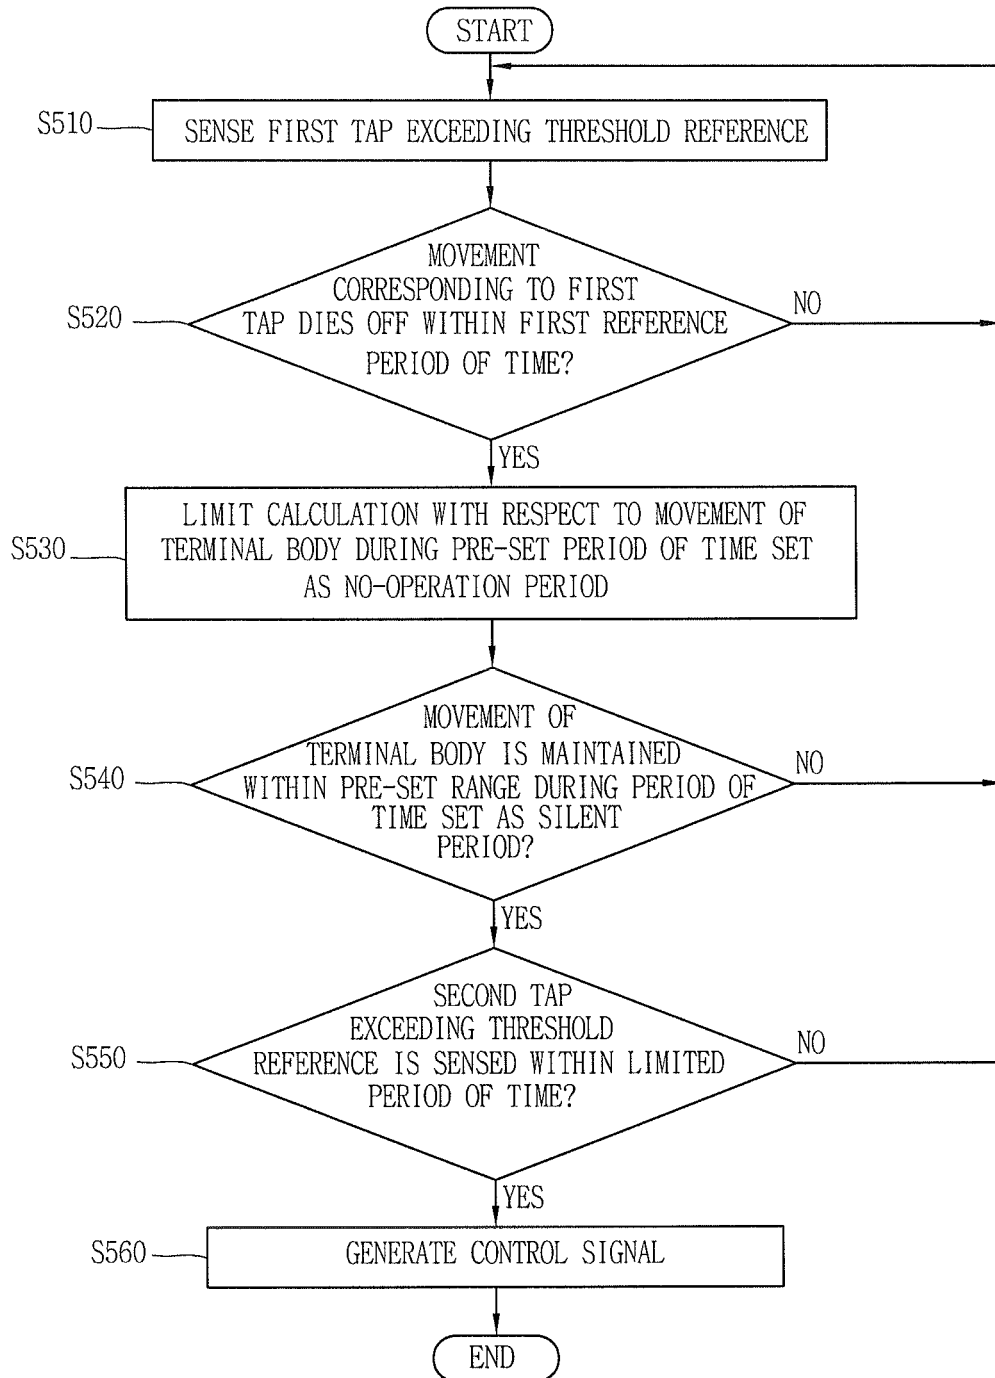 START
S510
SENSE FIRST TAP EXCEEDING THRESHOLD REFERENCE
MOVEMENT
CORRESPONDING TO FIRST
TAP DIES OFF WITHIN FIRST REFERENCE
PERIOD OF TIME?
S520
NO
YES
LIMIT CALCULATION WITH RESPECT TO MOVEMENT OF
TERMINAL BODY DURING PRE-SET PERIOD OF TIME SET
AS NO-OPERATION PERIOD
S530
MOVEMENT OF
TERMINAL BODY IS MAINTAINED
WITHIN PRE-SET RANGE DURING PERIOD OF
TIME SET AS SILENT
PERIOD?
S540
NO
YES
SECOND TAP
EXCEEDING THRESHOLD
REFERENCE IS SENSED WITHIN LIMITED
PERIOD OF TIME?
S550
NO
YES
S560
GENERATE CONTROL SIGNAL
END